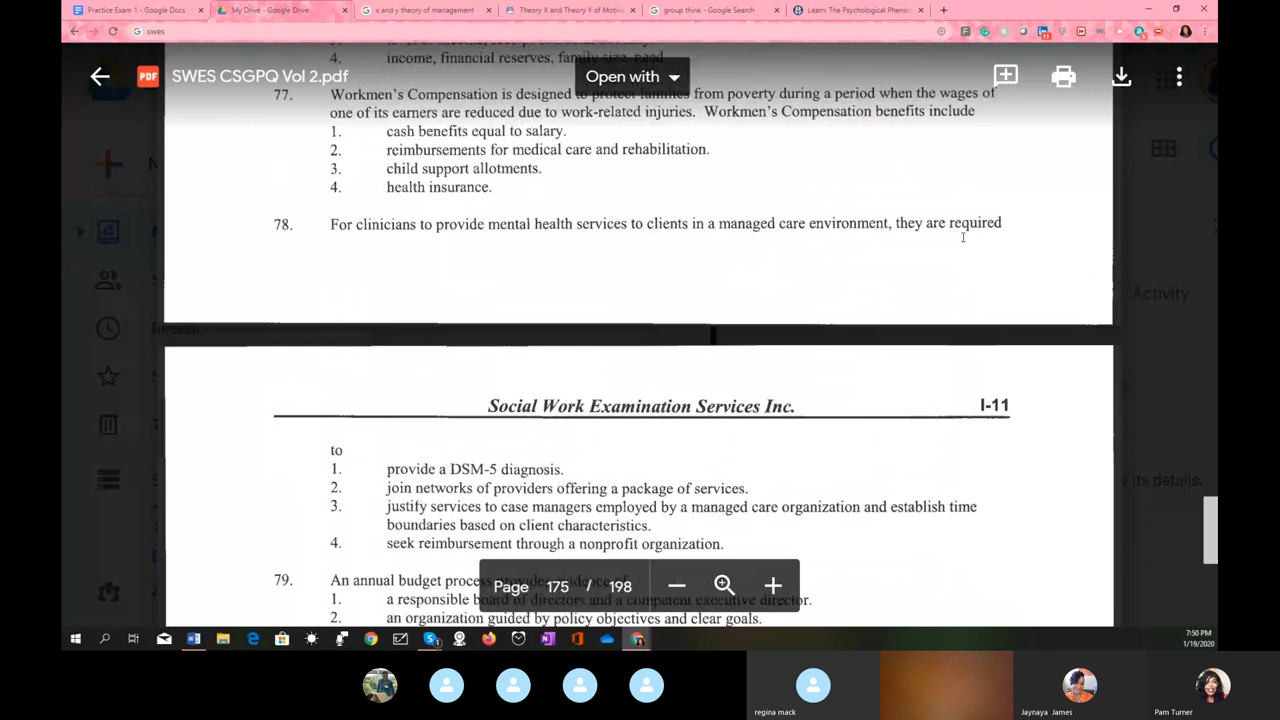 Practice Exam 1 - Google Docs
My Drive - Google Drive
x and y theory of management
Theory X and Theory Y of Motiva
group think - Google Search
Learn: The Psychological Phenom
swes
SWES CSGPQ Vol 2.pdf
Open with
4. income, financial reserves, family size, need
77. Workmen's Compensation is designed to protect families from poverty during a period when the wages of
one of its earners are reduced due to work-related injuries. Workmen's Compensation benefits include
1. cash benefits equal to salary.
2. reimbursements for medical care and rehabilitation.
3. child support allotments.
4. health insurance.
78. For clinicians to provide mental health services to clients in a managed care environment, they are required
Activity
Social Work Examination Services Inc. I-11
to
1. provide a DSM-5 diagnosis.
2. join networks of providers offering a package of services.
its details.
3. justify services to case managers employed by a managed care organization and establish time
boundaries based on client characteristics.
4. seek reimbursement through a nonprofit organization.
79. An annual budget process provides evidence of
1. a responsible board of directors and a competent executive director.
2. an organization guided by policy objectives and clear goals.
Page 175 / 198
7:50 PM
1/19/2020
regina mack
Jaynaya James
Pam Turner